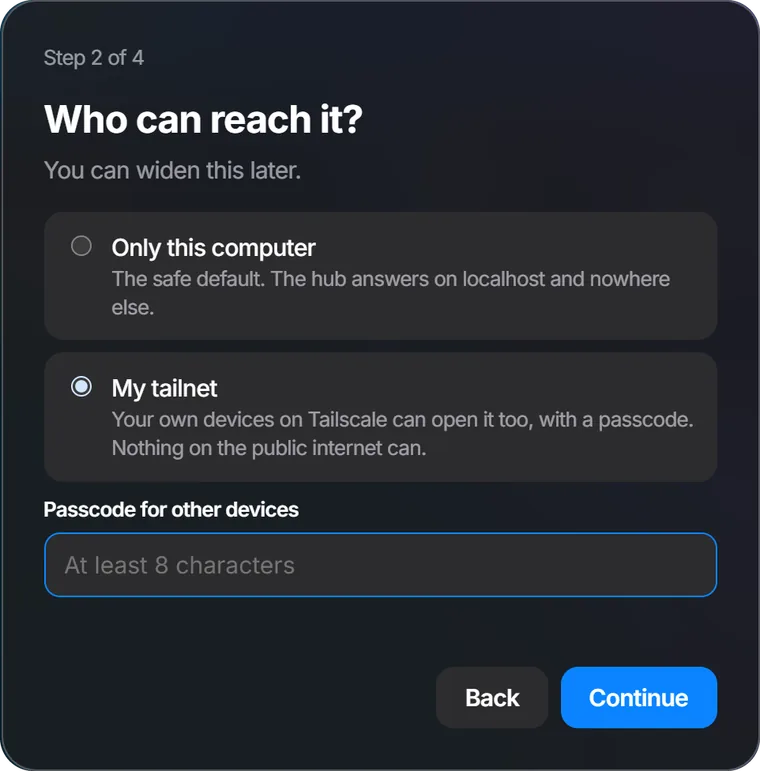 Step 2 of 4
Who can reach it?
You can widen this later.
Only this computer
The safe default. The hub answers on localhost and nowhere
else.
My tailnet
Your own devices on Tailscale can open it too, with a passcode.
Nothing on the public internet can.
Passcode for other devices
At least 8 characters
Back
Continue